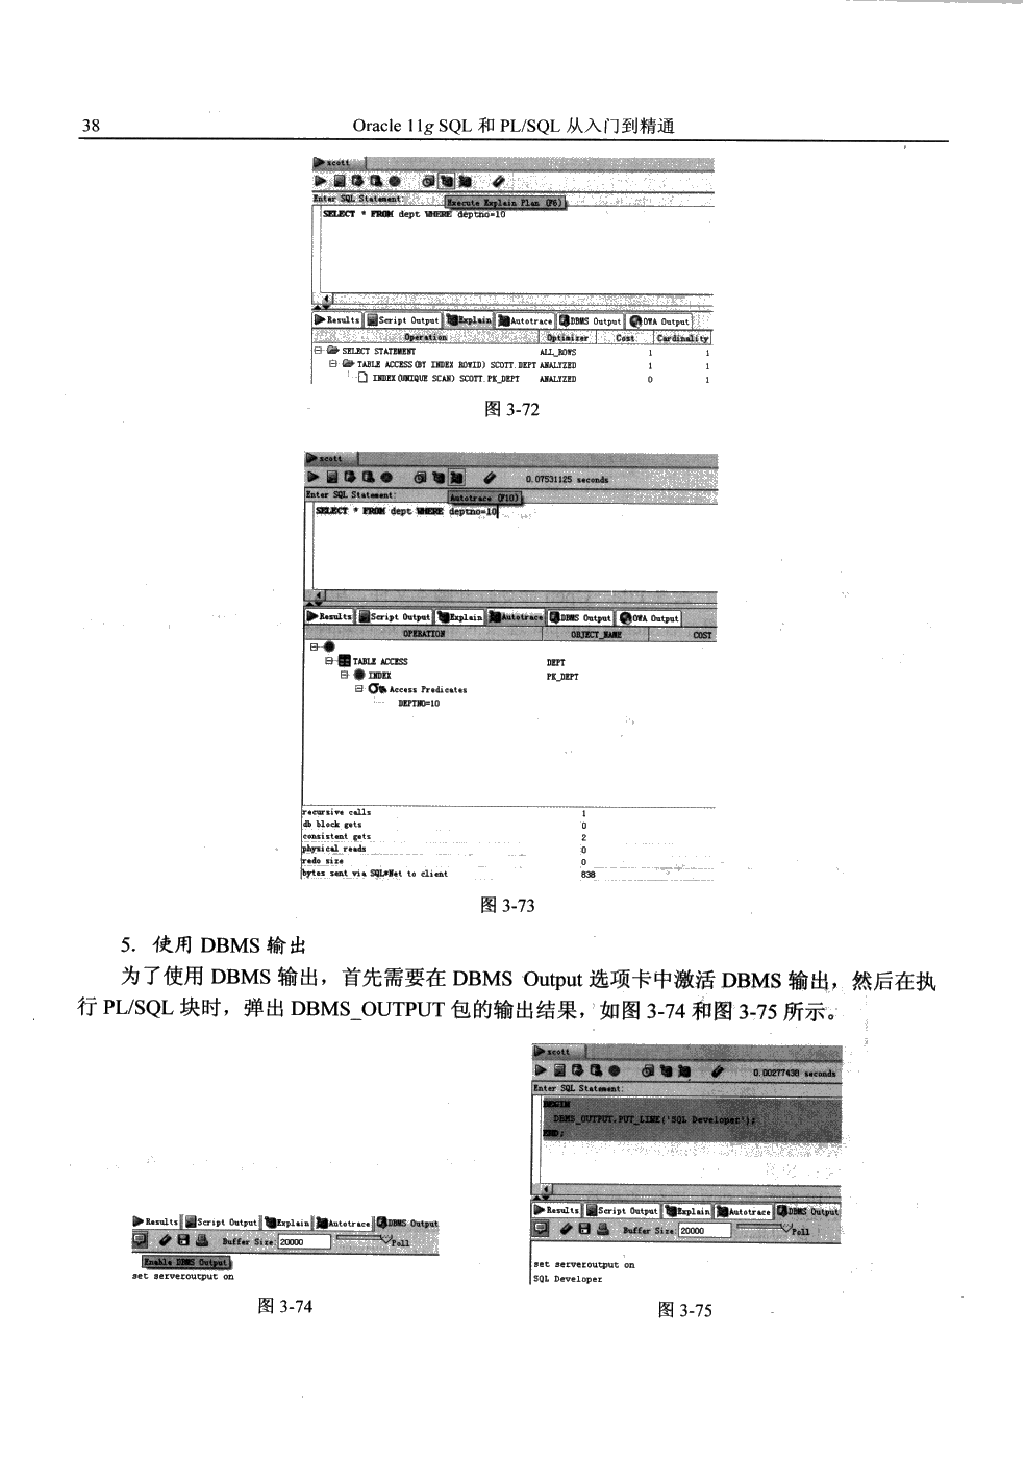 38
Oracle 11g SQL 和 PL/SQL 从入门到精通
scott
Enter SQL Statement:
Execute Explain Plan (F6)
SELECT * FROM dept WHERE deptno=10
Results Script Output Explain Autotrace DBMS Output OWA Output
Operation Optimizer Cost Cardinality
SELECT STATEMENT ALL_ROWS 1 1
TABLE ACCESS (BY INDEX ROWID) SCOTT.DEPT ANALYZED 1 1
INDEX (UNIQUE SCAN) SCOTT.PK_DEPT ANALYZED 0 1
图 3-72
scott
0.07531125 seconds
Enter SQL Statement:
Autotrace (F10)
SELECT * FROM dept WHERE deptno=10
Results Script Output Explain Autotrace DBMS Output OWA Output
OPERATION OBJECT_NAME COST
TABLE ACCESS DEPT
INDEX PK_DEPT
Access Predicates
DEPTNO=10
recursive calls 1
db block gets 0
consistent gets 2
physical reads 0
redo size 0
bytes sent via SQL*Net to client 838
图 3-73
5. 使用 DBMS 输出
为了使用 DBMS 输出，首先需要在 DBMS Output 选项卡中激活 DBMS 输出，然后在执
行 PL/SQL 块时，弹出 DBMS_OUTPUT 包的输出结果，如图 3-74 和图 3-75 所示。
Results Script Output Explain Autotrace DBMS Output
Buffer Size: 20000 Poll
Enable DBMS Output
set serveroutput on
图 3-74
scott
0.00277438 seconds
Enter SQL Statement:
BEGIN
DBMS_OUTPUT.PUT_LINE('SQL Developer');
END;
Results Script Output Explain Autotrace DBMS Output
Buffer Size: 20000 Poll
set serveroutput on
SQL Developer
图 3-75